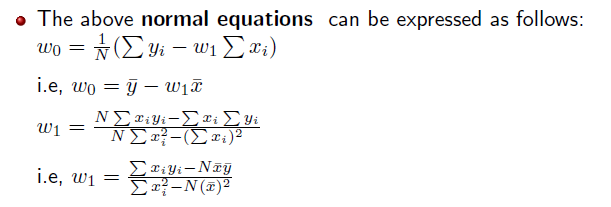 • The above normal equations can be expressed as follows:
w₀ = 1/N (∑ yᵢ − w₁ ∑ xᵢ)
i.e, w₀ = ȳ − w₁x̄
w₁ = (N ∑ xᵢyᵢ − ∑ xᵢ ∑ yᵢ) / (N ∑ xᵢ² − (∑ xᵢ)²)
i.e, w₁ = (∑ xᵢyᵢ − Nx̄ȳ) / (∑ xᵢ² − N(x̄)²)